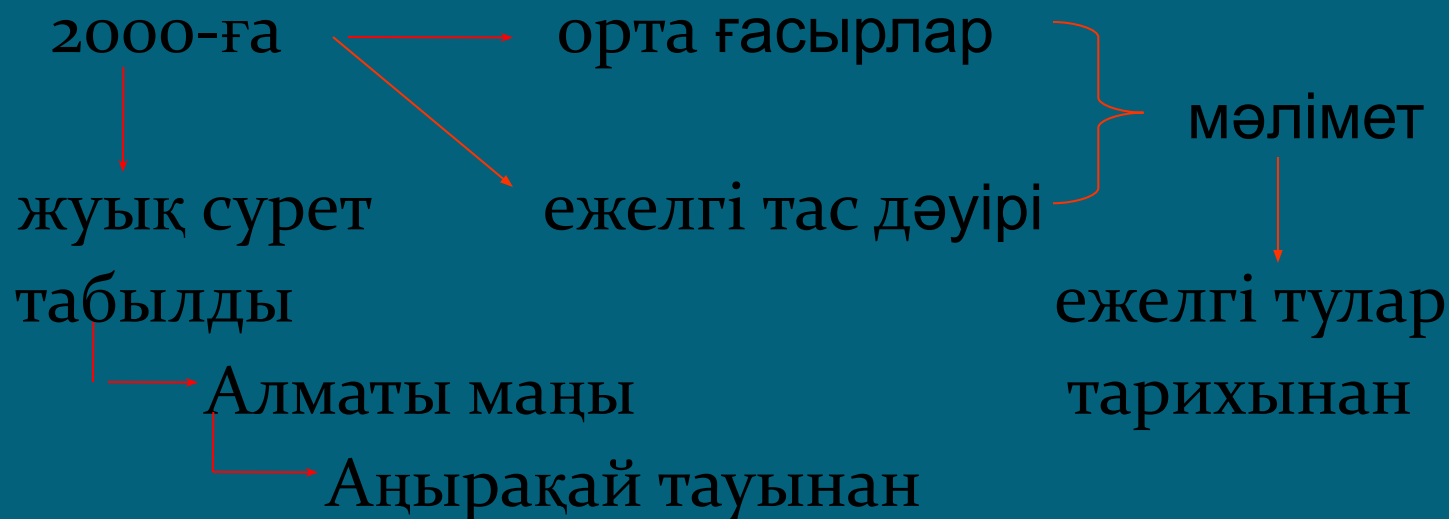 2000-ға
орта ғасырлар
мәлімет
жуық сурет
ежелгі тас дәуірі
табылды
ежелгі тулар
Алматы маңы
тарихынан
Аңырақай тауынан